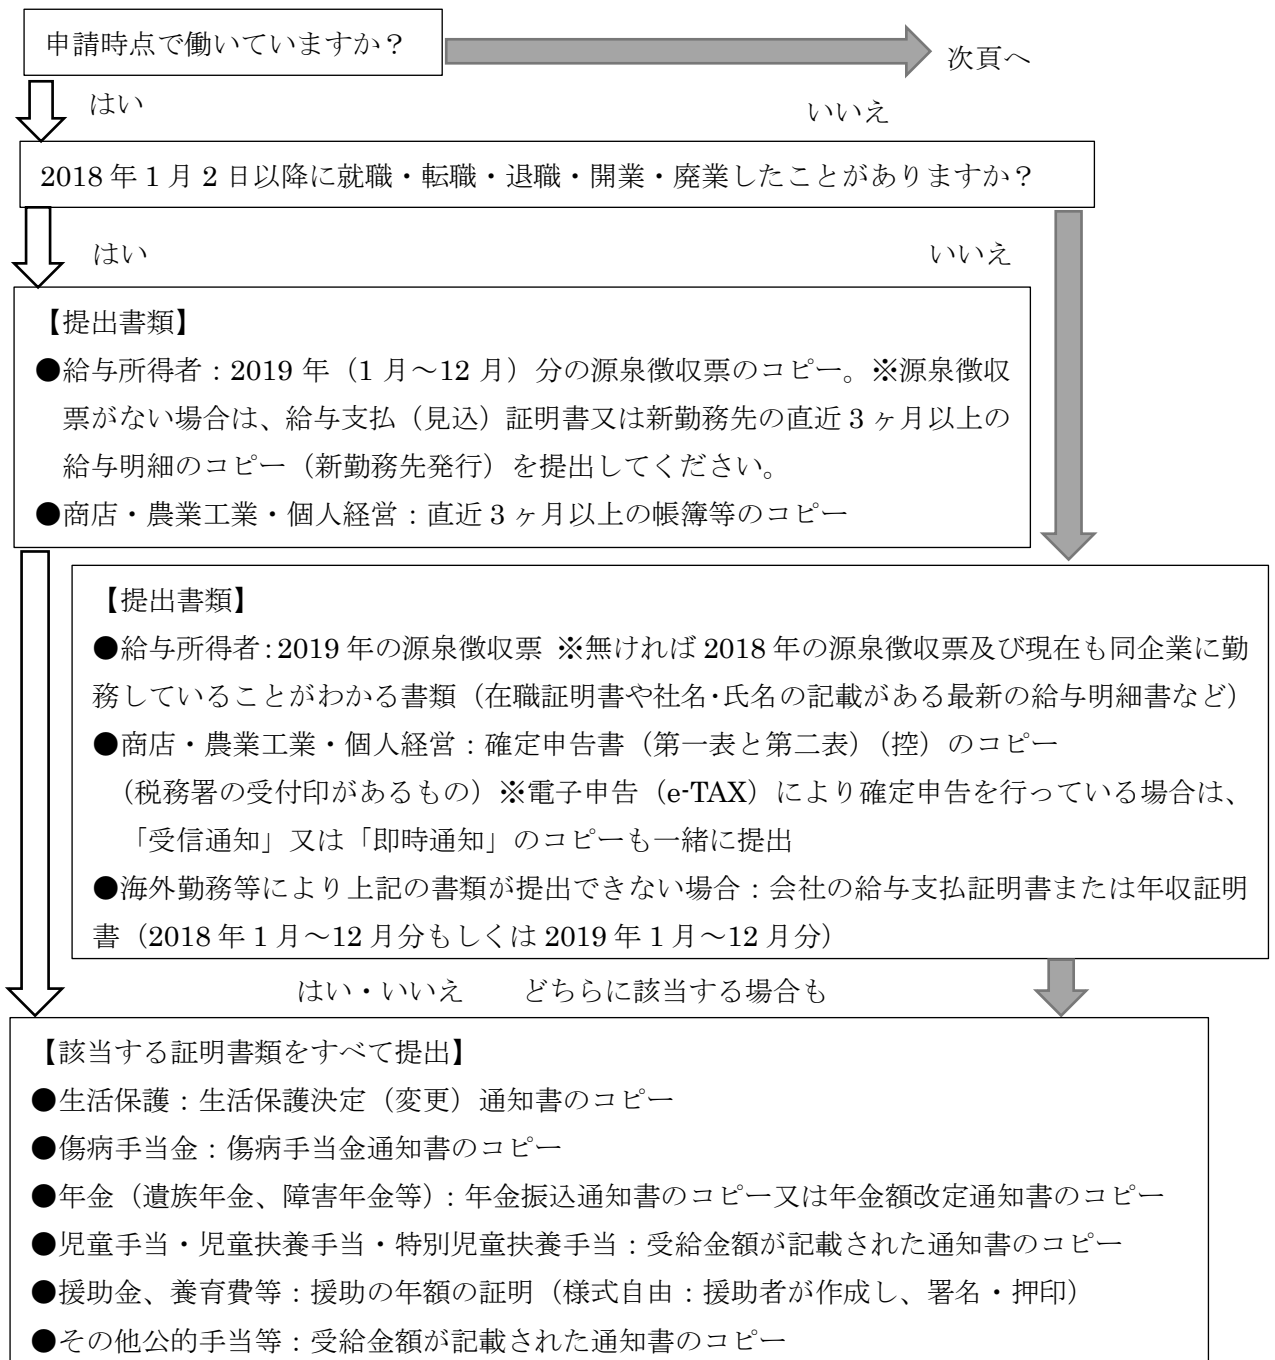 申請時点で働いていますか?
次頁へ
はい
いいえ
2018年1月2日以降に就職・転職・退職・開業・廃業したことがありますか?
はい
いいえ
【提出書類】
●給与所得者:2019年(1月~12月)分の源泉徴収票のコピー。※源泉徴収
票がない場合は、給与支払(見込)証明書又は新勤務先の直近3ヶ月以上の
給与明細のコピー(新勤務先発行)を提出してください。
●商店・農業工業・個人経営:直近3ヶ月以上の帳簿等のコピー
【提出書類】
●給与所得者:2019年の源泉徴収票 ※無ければ2018年の源泉徴収票及び現在も同企業に勤
務していることがわかる書類(在職証明書や社名・氏名の記載がある最新の給与明細書など)
●商店・農業工業・個人経営:確定申告書(第一表と第二表)(控)のコピー
(税務署の受付印があるもの)※電子申告(e-TAX)により確定申告を行っている場合は、
「受信通知」又は「即時通知」のコピーも一緒に提出
●海外勤務等により上記の書類が提出できない場合:会社の給与支払証明書または年収証明
書(2018年1月~12月分もしくは2019年1月~12月分)
はい・いいえ どちらに該当する場合も
【該当する証明書類をすべて提出】
●生活保護:生活保護決定(変更)通知書のコピー
●傷病手当金:傷病手当金通知書のコピー
●年金(遺族年金、障害年金等):年金振込通知書のコピー又は年金額改定通知書のコピー
●児童手当・児童扶養手当・特別児童扶養手当:受給金額が記載された通知書のコピー
●援助金、養育費等:援助の年額の証明(様式自由:援助者が作成し、署名・押印)
●その他公的手当等:受給金額が記載された通知書のコピー